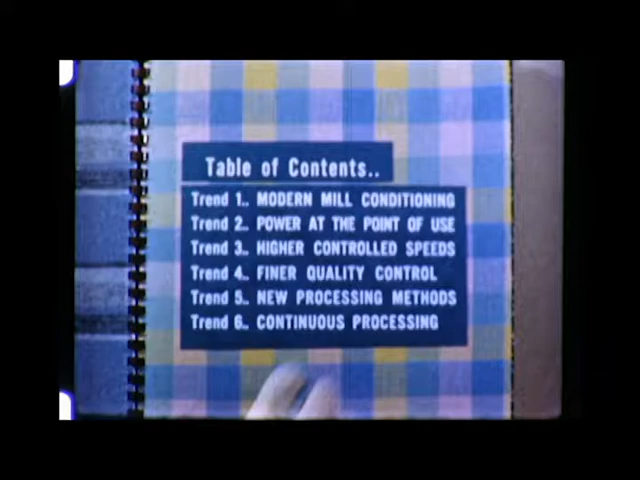 Table of Contents..
Trend 1.. MODERN MILL CONDITIONING
Trend 2.. POWER AT THE POINT OF USE
Trend 3.. HIGHER CONTROLLED SPEEDS
Trend 4.. FINER QUALITY CONTROL
Trend 5.. NEW PROCESSING METHODS
Trend 6.. CONTINUOUS PROCESSING